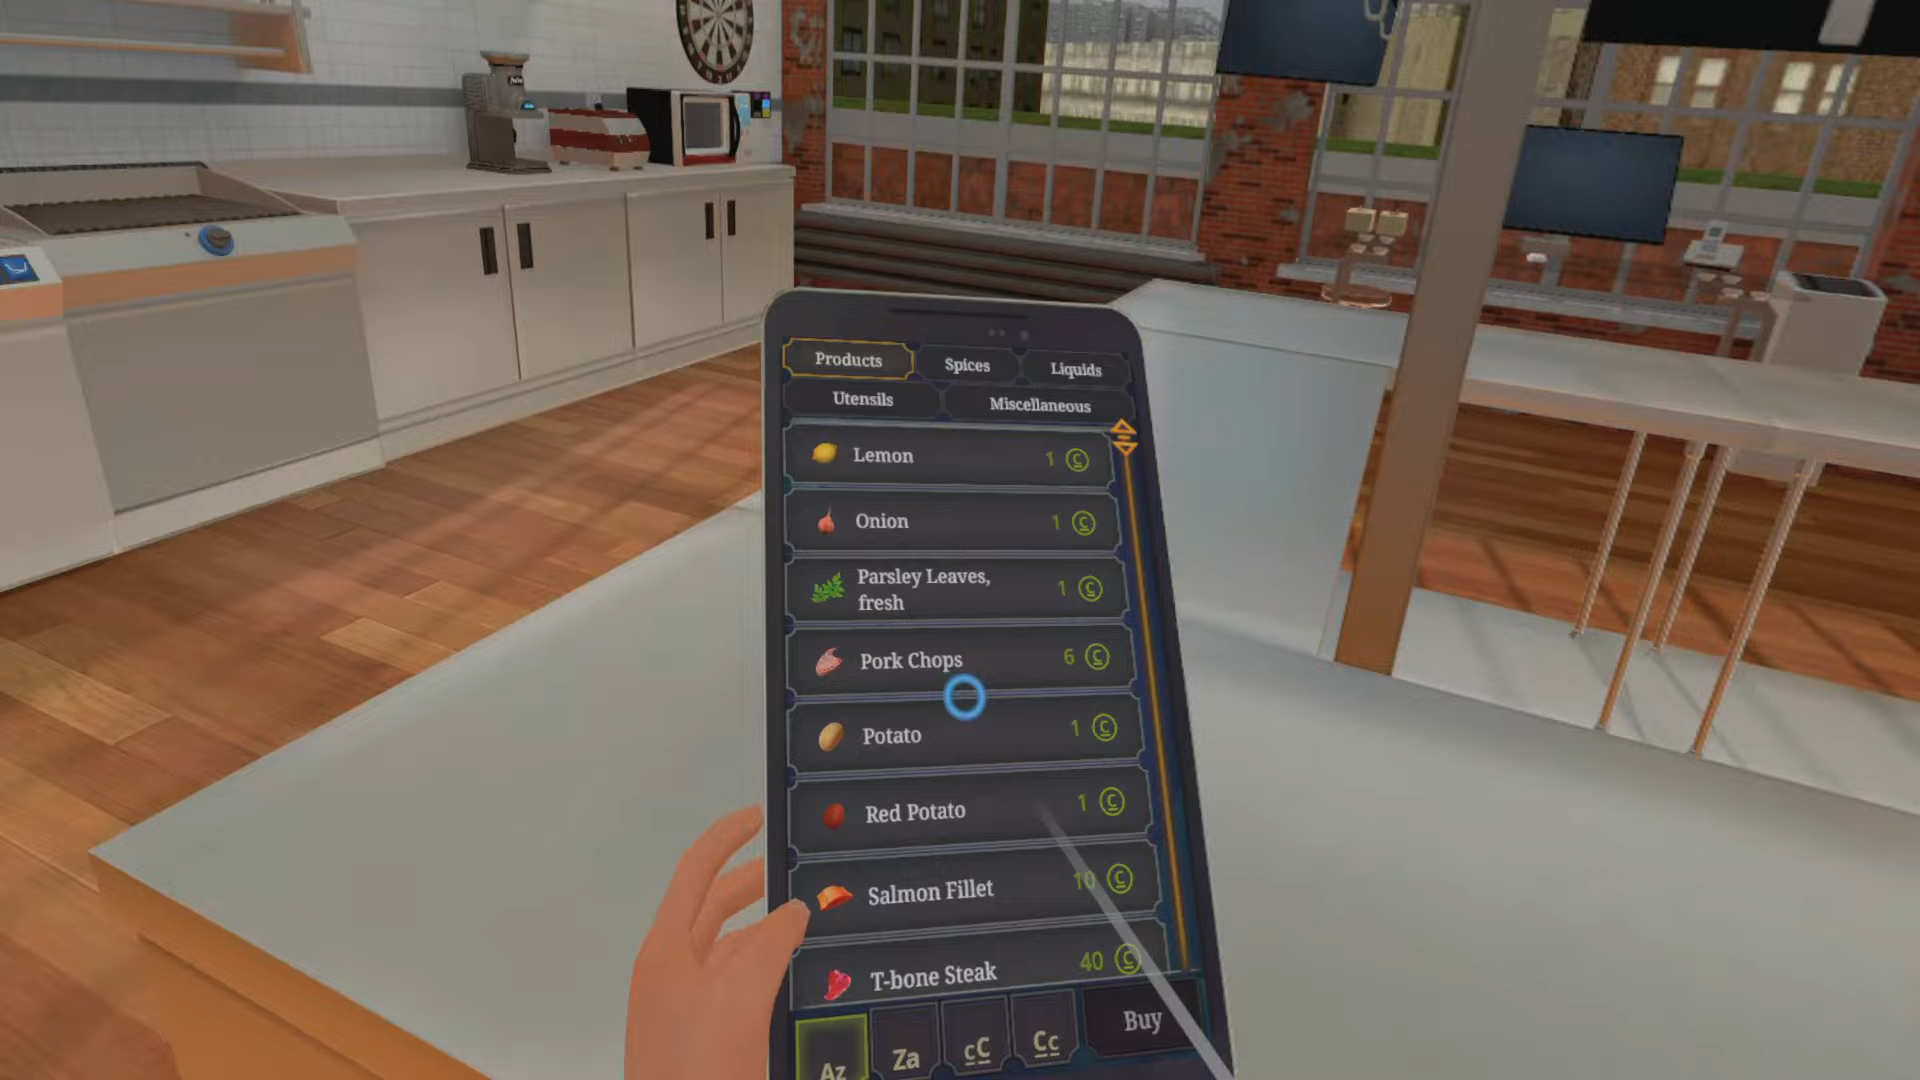 Products
Spices
Liquids
Utensils
Miscellaneous
Lemon 1
Onion 1
Parsley Leaves,
fresh 1
Pork Chops 6
Potato 1
Red Potato 1
Salmon Fillet 10
T-bone Steak 40
Az Za cC Cc Buy